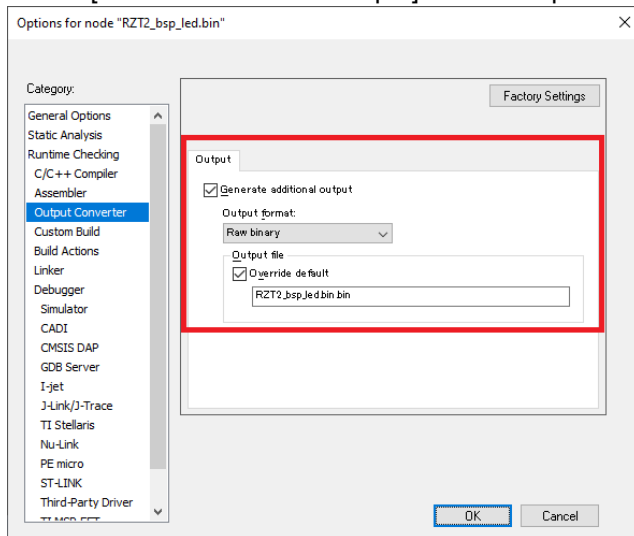 Options for node "RZT2_bsp_led.bin"
Category:
Factory Settings
General Options
Static Analysis
Runtime Checking
C/C++ Compiler
Assembler
Output Converter
Custom Build
Build Actions
Linker
Debugger
Simulator
CADI
CMSIS DAP
GDB Server
I-jet
J-Link/J-Trace
TI Stellaris
Nu-Link
PE micro
ST-LINK
Third-Party Driver
Output
Generate additional output
Output format:
Raw binary
Output file
Override default
RZT2_bsp_led.bin.bin
OK
Cancel